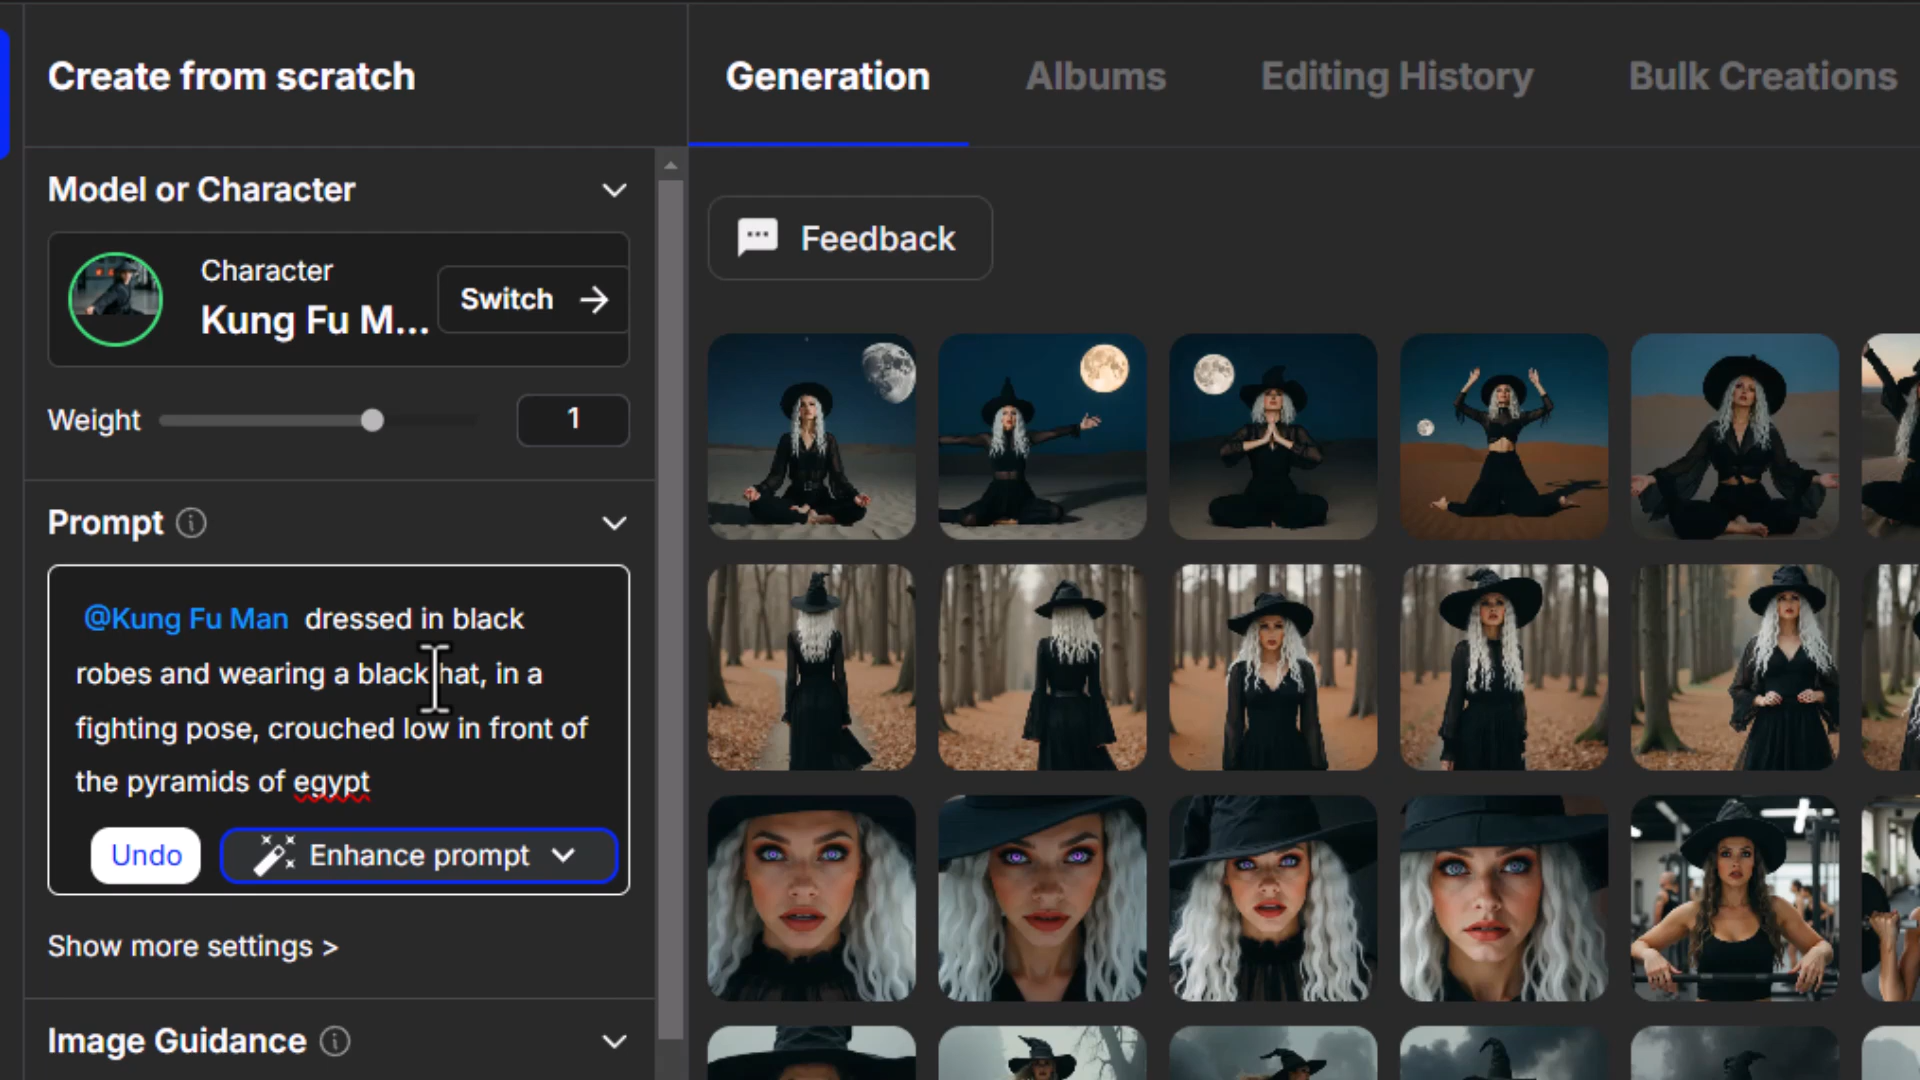 Create from scratch
Generation
Albums
Editing History
Bulk Creations
Model or Character
Character
Kung Fu M...
Switch
Weight
1
Prompt
@Kung Fu Man dressed in black
robes and wearing a black hat, in a
fighting pose, crouched low in front of
the pyramids of egypt
Undo
Enhance prompt
Show more settings >
Image Guidance
Feedback